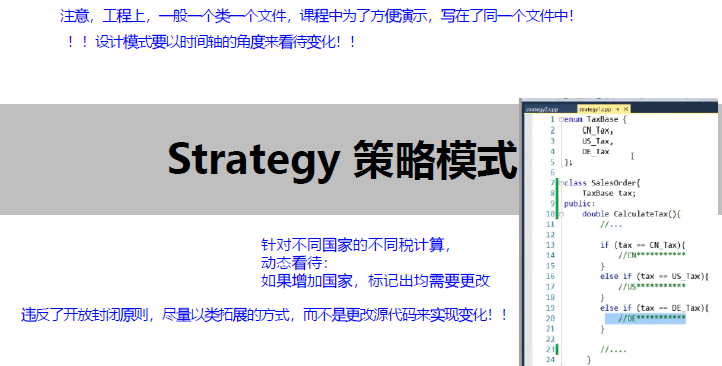 注意，工程上，一般一个类一个文件，课程中为了方便演示，写在了同一个文件中！
！！设计模式要以时间轴的角度来看待变化！！
Strategy 策略模式
针对不同国家的不同税计算，
动态看待：
如果增加国家，标记出均需要更改
违反了开放封闭原则，尽量以类拓展的方式，而不是更改源代码来实现变化！！
strategy2.cpp strategy1.cpp
1 enum TaxBase {
2 CN_Tax,
3 US_Tax,
4 DE_Tax
5 };
6
7 class SalesOrder{
8 TaxBase tax;
9 public:
10 double CalculateTax(){
11 //...
12
13 if (tax == CN_Tax){
14 //CN***********
15 }
16 else if (tax == US_Tax){
17 //US***********
18 }
19 else if (tax == DE_Tax){
20 //DE***********
21 }
22
23 //....
24 }